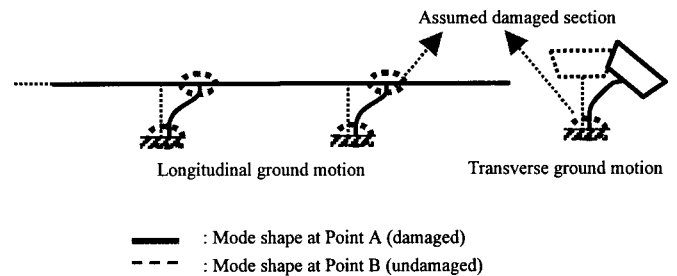 Assumed damaged section
Longitudinal ground motion
Transverse ground motion
: Mode shape at Point A (damaged)
: Mode shape at Point B (undamaged)